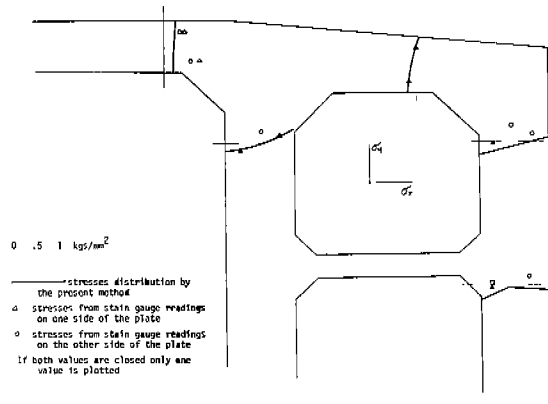 σy
σx
0 .5 1 kgs/mm²
stresses distribution by
the present method
△ stresses from stain gauge readings
on one side of the plate
o stresses from stain gauge readings
on the other side of the plate
If both values are closed only one
value is plotted